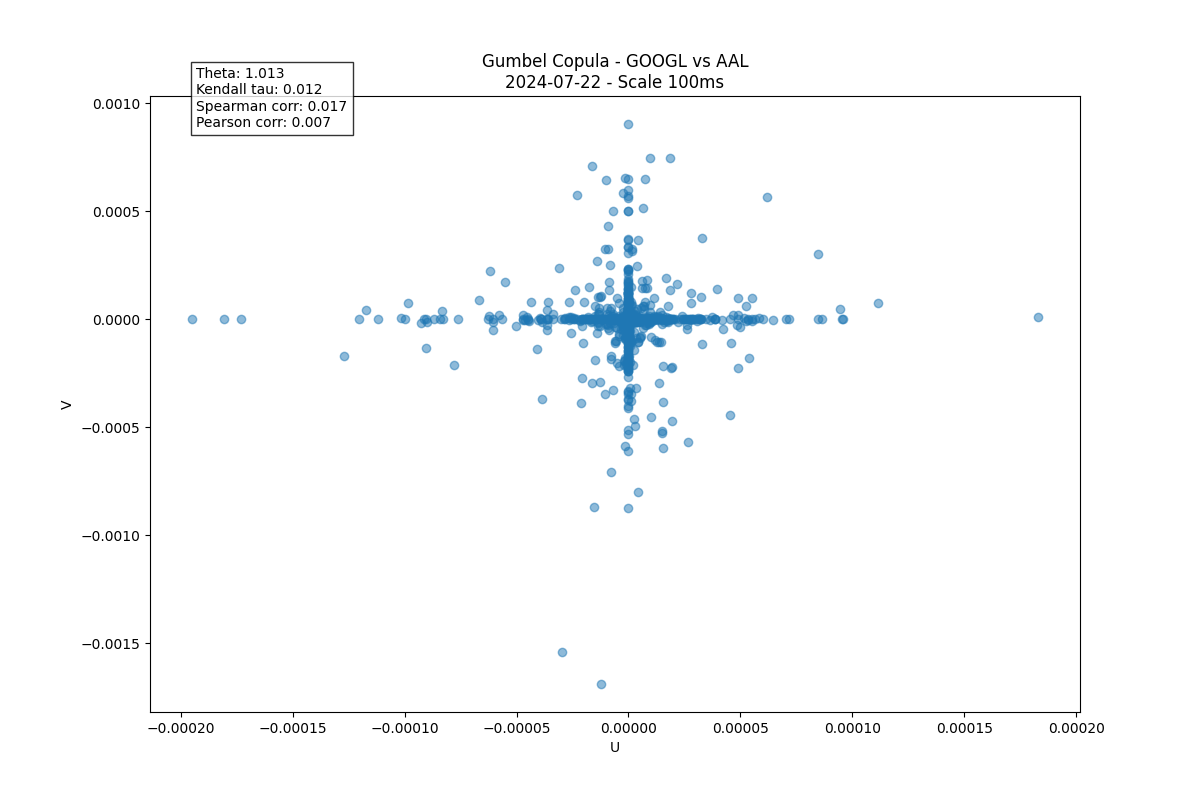 Gumbel Copula - GOOGL vs AAL
2024-07-22 - Scale 100ms
Theta: 1.013
Kendall tau: 0.012
Spearman corr: 0.017
Pearson corr: 0.007
0.0010
0.0005
0.0000
−0.0005
−0.0010
−0.0015
V
−0.00020
−0.00015
−0.00010
−0.00005
0.00000
0.00005
0.00010
0.00015
0.00020
U